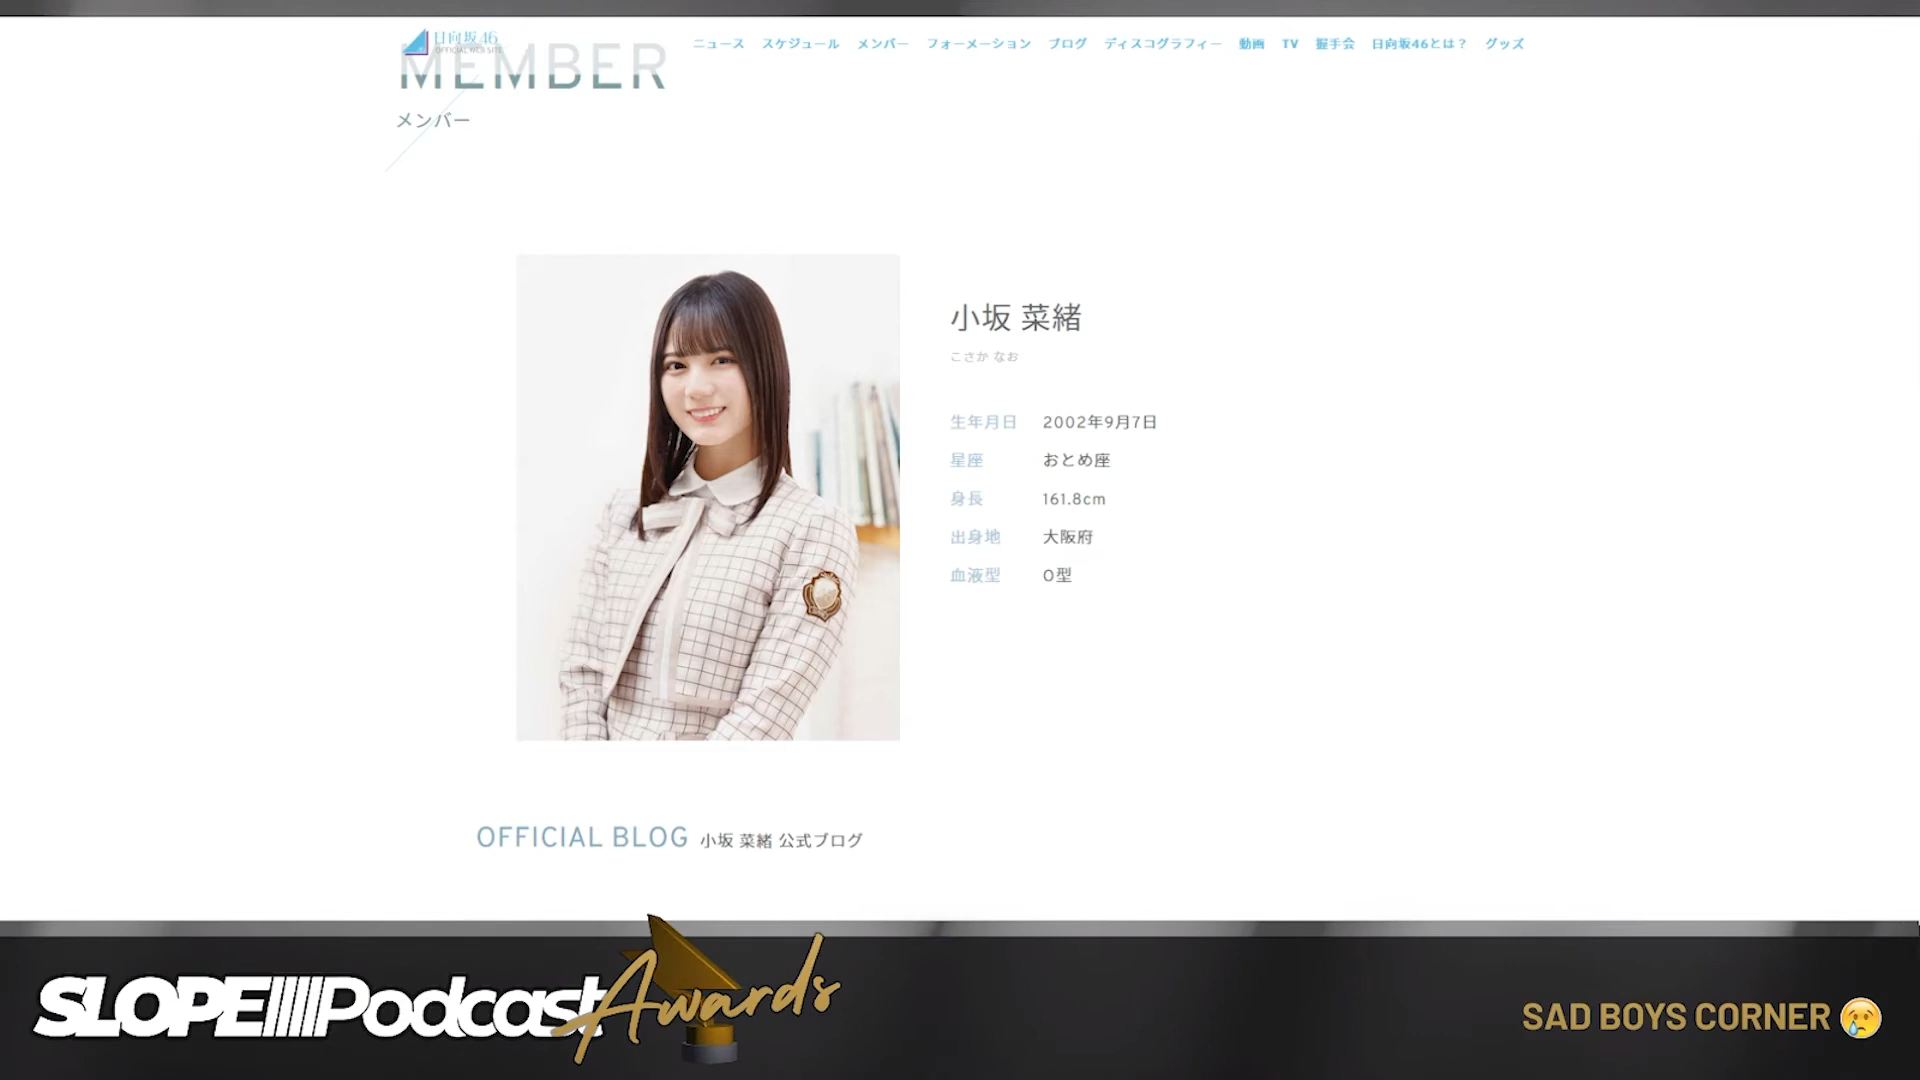 日向坂46
OFFICIAL WEB SITE
ニュース スケジュール メンバー フォーメーション ブログ ディスコグラフィー 動画 TV 握手会 日向坂46とは？ グッズ
MEMBER
メンバー
小坂 菜緒
こさか なお
生年月日 2002年9月7日
星座 おとめ座
身長 161.8cm
出身地 大阪府
血液型 O型
OFFICIAL BLOG 小坂 菜緒 公式ブログ
SLOPE Podcast Awards
SAD BOYS CORNER 😢